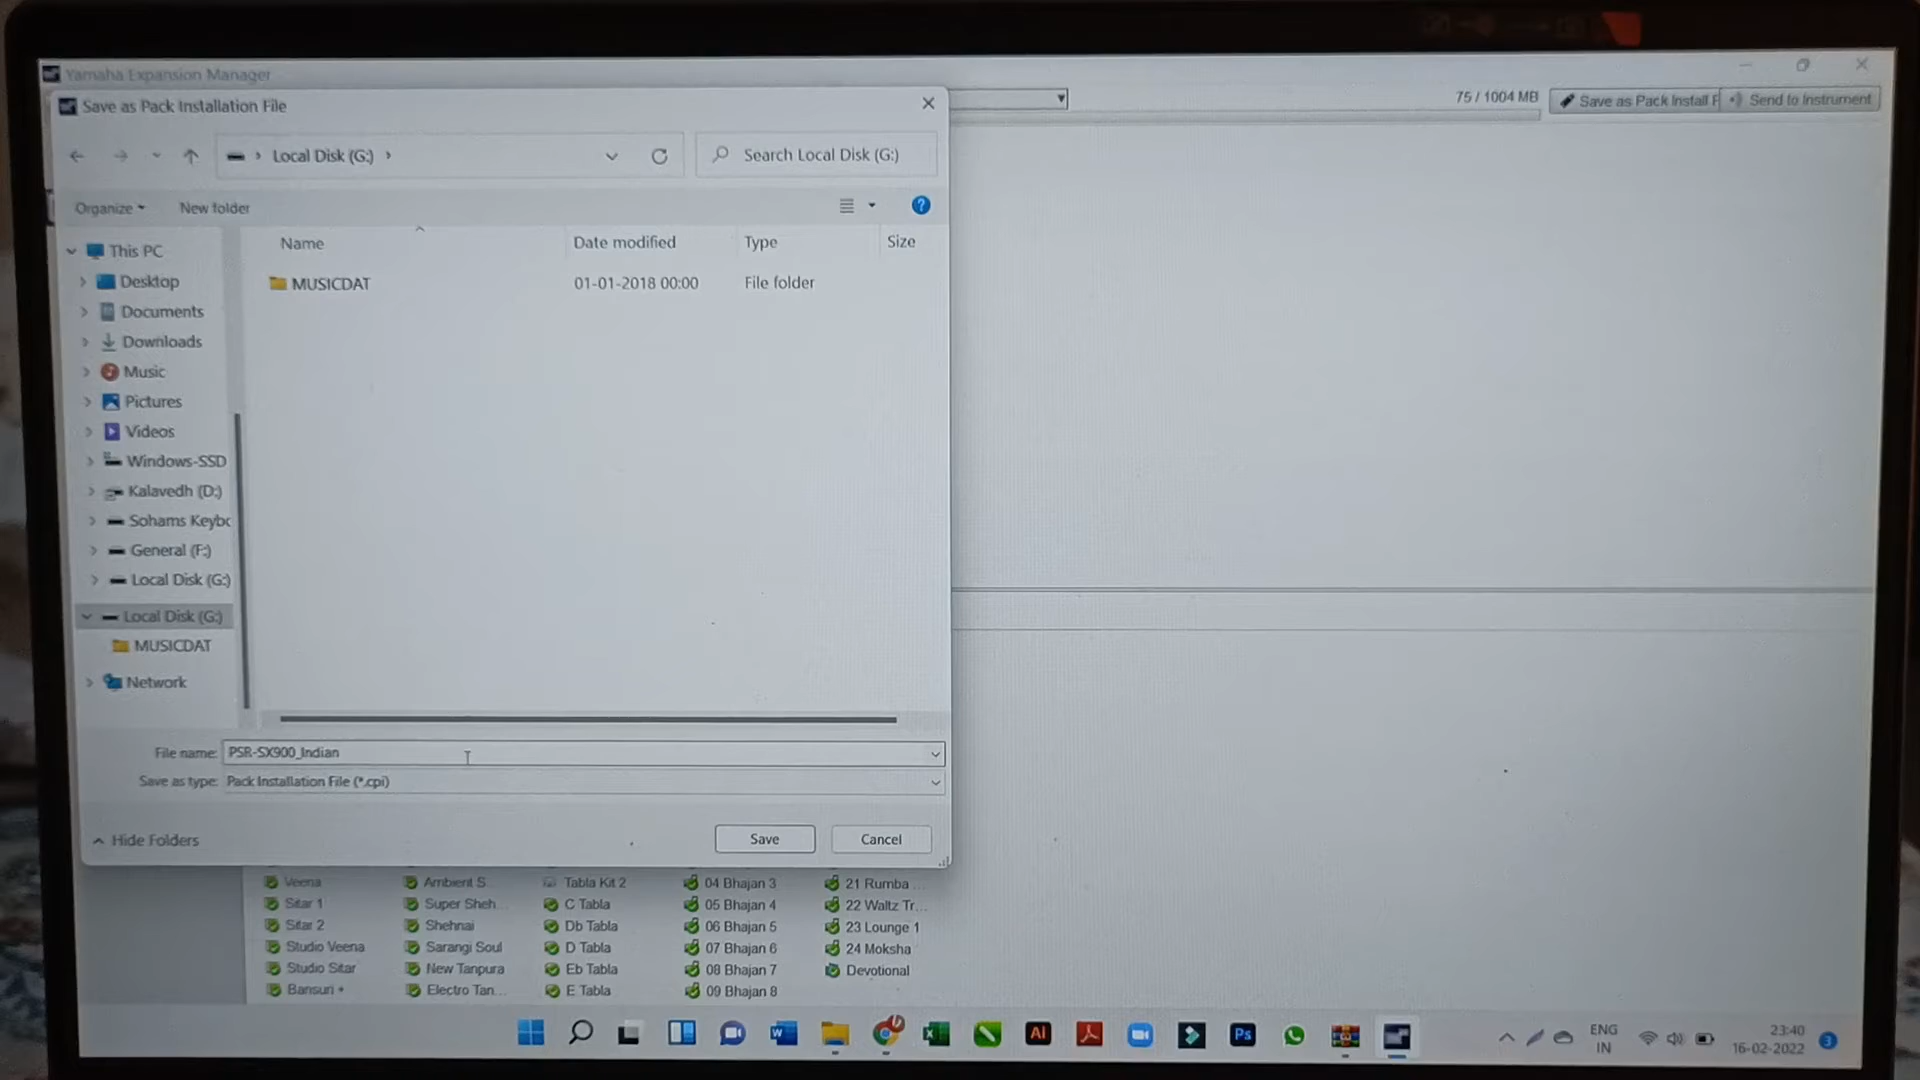 Yamaha Expansion Manager
Save as Pack Installation File
75 / 1004 MB
Save as Pack Install F
Send to Instrument
Local Disk (G:)
Search Local Disk (G:)
Organize
New folder
Name
Date modified
Type
Size
MUSICDAT
01-01-2018 00:00
File folder
This PC
Desktop
Documents
Downloads
Music
Pictures
Videos
Windows-SSD
Kalavedh (D:)
Sohams Keybo
General (F:)
Local Disk (G:)
Local Disk (G:)
MUSICDAT
Network
File name: PSR-SX900_Indian
Save as type: Pack Installation File (*.cpi)
Hide Folders
Save
Cancel
Veena
Ambient S...
Tabla Kit 2
04 Bhajan 3
21 Rumba ...
Sitar 1
Super Sheh...
C Tabla
05 Bhajan 4
22 Waltz Tr...
Sitar 2
Shehnai
Db Tabla
06 Bhajan 5
23 Lounge 1
Studio Veena
Sarangi Soul
D Tabla
07 Bhajan 6
24 Moksha
Studio Sitar
New Tanpura
Eb Tabla
08 Bhajan 7
Devotional
Bansuri +
Electro Tan...
E Tabla
09 Bhajan 8
Ai
Ps
ENG
IN
23:40
16-02-2022
3